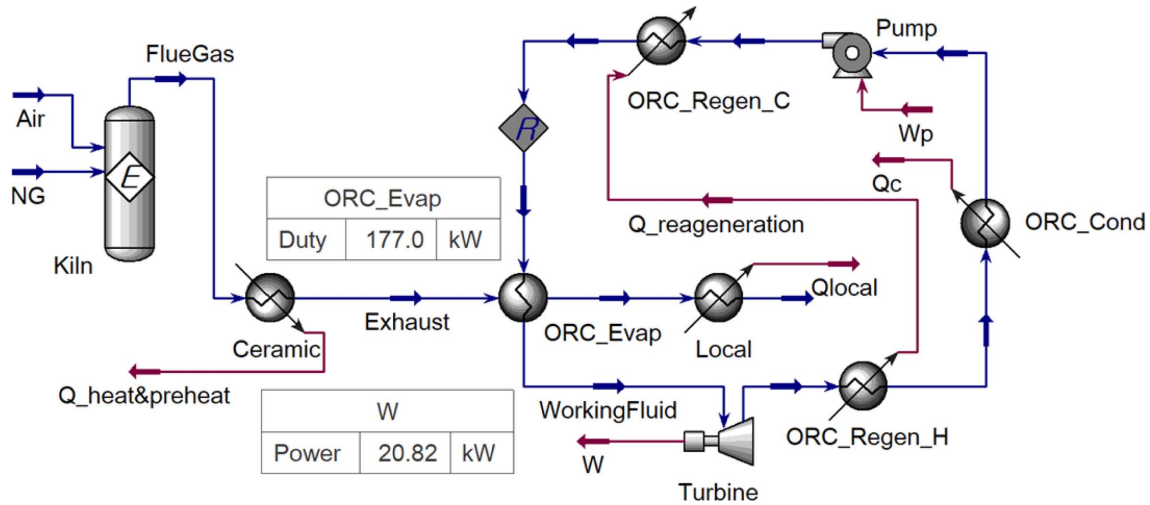 FlueGas
Pump
Air
ORC_Regen_C
R
Wp
NG
E
Qc
ORC_Evap
Duty 177.0 kW
Q_reageneration
ORC_Cond
Kiln
Qlocal
Exhaust
ORC_Evap
Ceramic
Local
Q_heat&preheat
WorkingFluid
W
Power 20.82 kW
ORC_Regen_H
W
Turbine